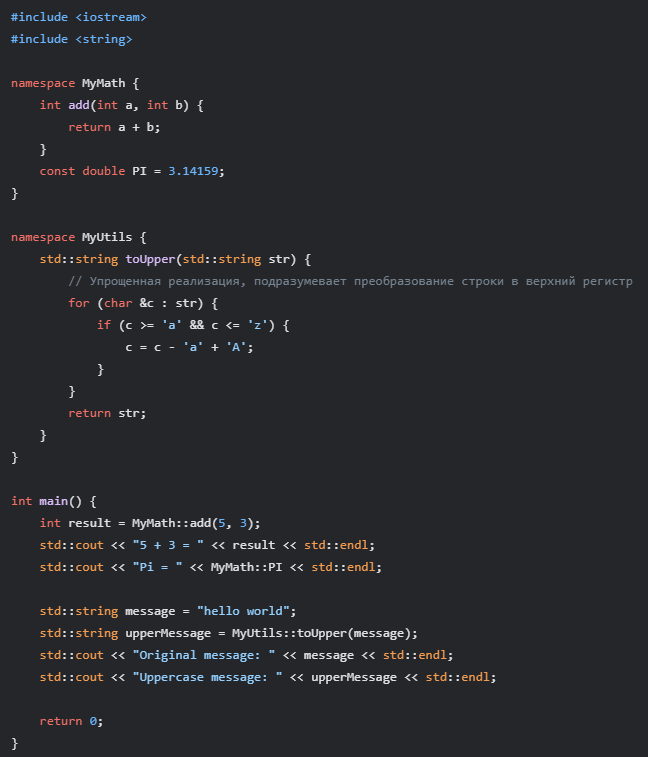 #include <iostream>
#include <string>

namespace MyMath {
    int add(int a, int b) {
        return a + b;
    }
    const double PI = 3.14159;
}

namespace MyUtils {
    std::string toUpper(std::string str) {
        // Упрощенная реализация, подразумевает преобразование строки в верхний регистр
        for (char &c : str) {
            if (c >= 'a' && c <= 'z') {
                c = c - 'a' + 'A';
            }
        }
        return str;
    }
}

int main() {
    int result = MyMath::add(5, 3);
    std::cout << "5 + 3 = " << result << std::endl;
    std::cout << "Pi = " << MyMath::PI << std::endl;

    std::string message = "hello world";
    std::string upperMessage = MyUtils::toUpper(message);
    std::cout << "Original message: " << message << std::endl;
    std::cout << "Uppercase message: " << upperMessage << std::endl;

    return 0;
}